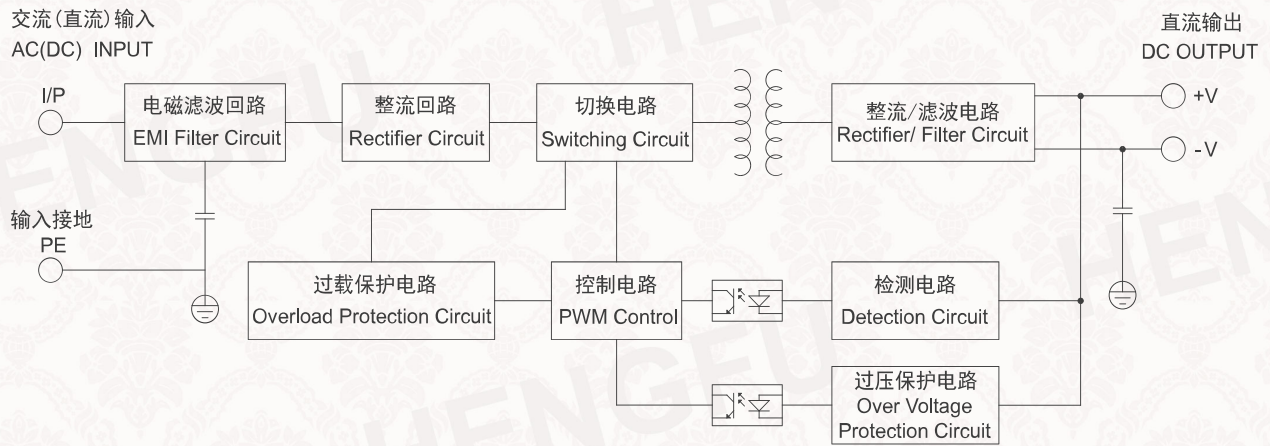 交流(直流)输入
AC(DC) INPUT
直流输出
DC OUTPUT
I/P
电磁滤波回路
EMI Filter Circuit
整流回路
Rectifier Circuit
切换电路
Switching Circuit
整流/滤波电路
Rectifier/ Filter Circuit
+V
-V
输入接地
PE
过载保护电路
Overload Protection Circuit
控制电路
PWM Control
检测电路
Detection Circuit
过压保护电路
Over Voltage
Protection Circuit
HENGFU
HENGFU